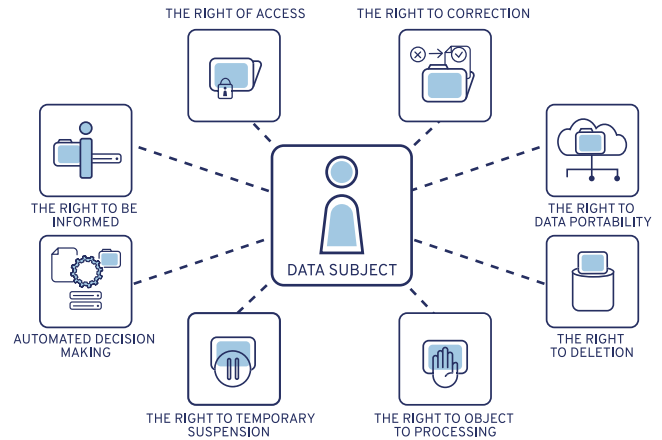 THE RIGHT OF ACCESS
THE RIGHT TO CORRECTION
THE RIGHT TO BE
INFORMED
THE RIGHT TO
DATA PORTABILITY
DATA SUBJECT
AUTOMATED DECISION
MAKING
THE RIGHT
TO DELETION
THE RIGHT TO TEMPORARY
SUSPENSION
THE RIGHT TO OBJECT
TO PROCESSING